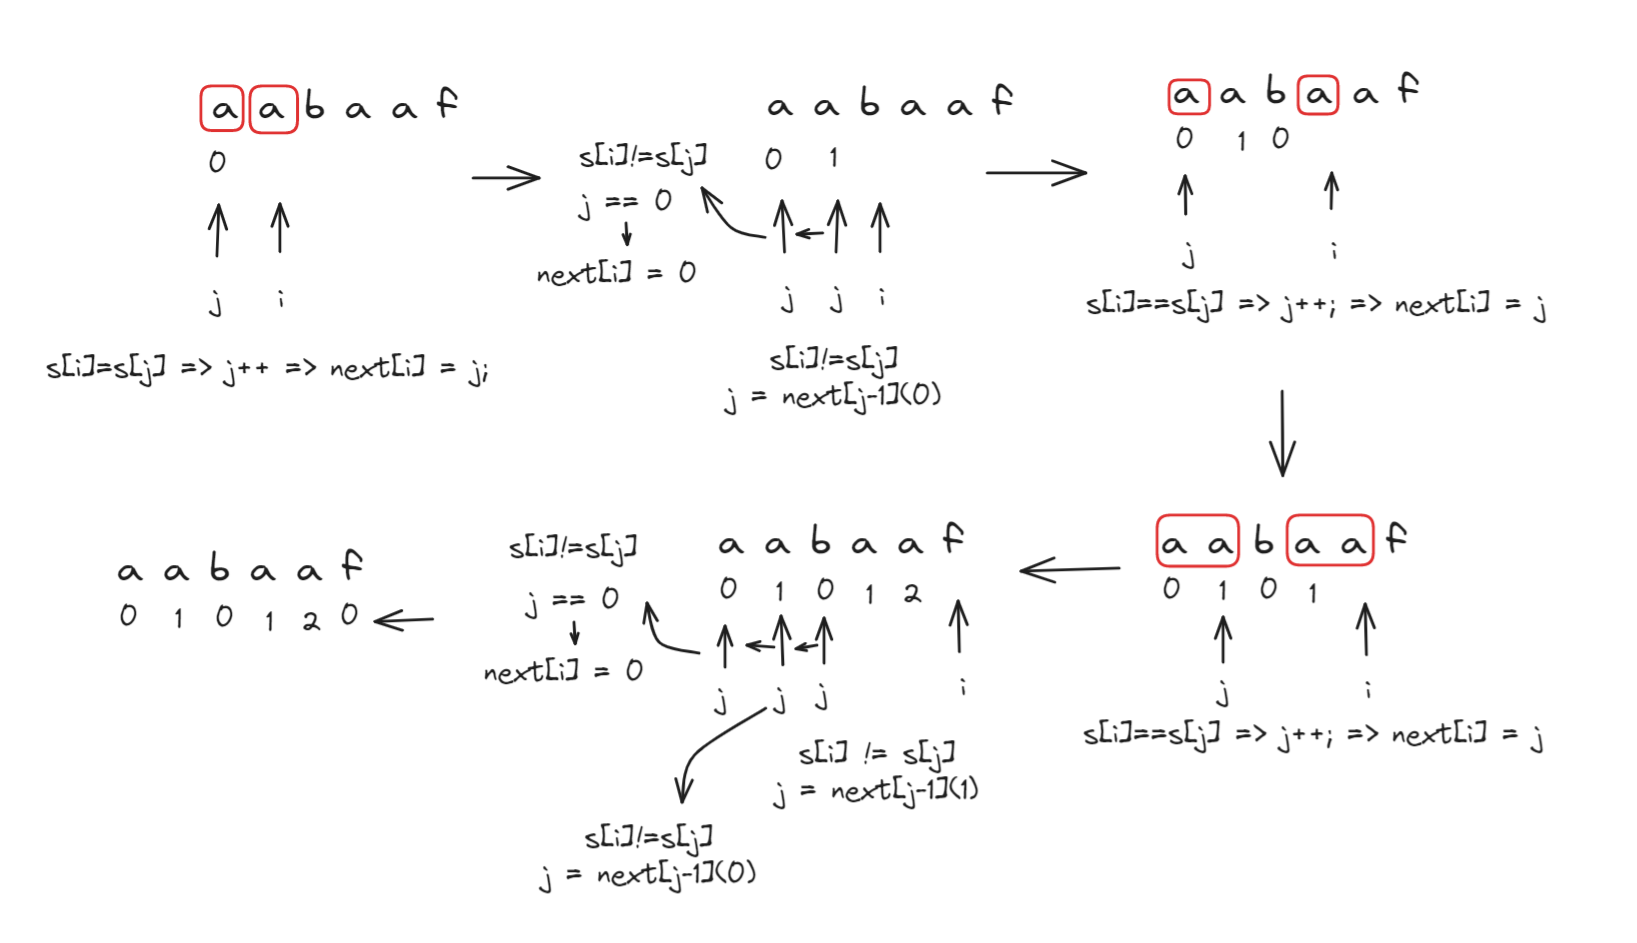 a a b a a f
0
j i
s[i]=s[j] => j++ => next[i] = j;
a a b a a f
0 1
s[i]!=s[j]
j == 0
next[i] = 0
j j i
s[i]!=s[j]
j = next[j-1](0)
a a b a a f
0 1 0
j i
s[i]==s[j] => j++; => next[i] = j
a a b a a f
0 1 0 1
j i
s[i]==s[j] => j++; => next[i] = j
a a b a a f
0 1 0 1 2
j j j i
s[i] != s[j]
j = next[j-1](1)
s[i]!=s[j]
j = next[j-1](0)
s[i]!=s[j]
j == 0
next[i] = 0
a a b a a f
0 1 0 1 2 0